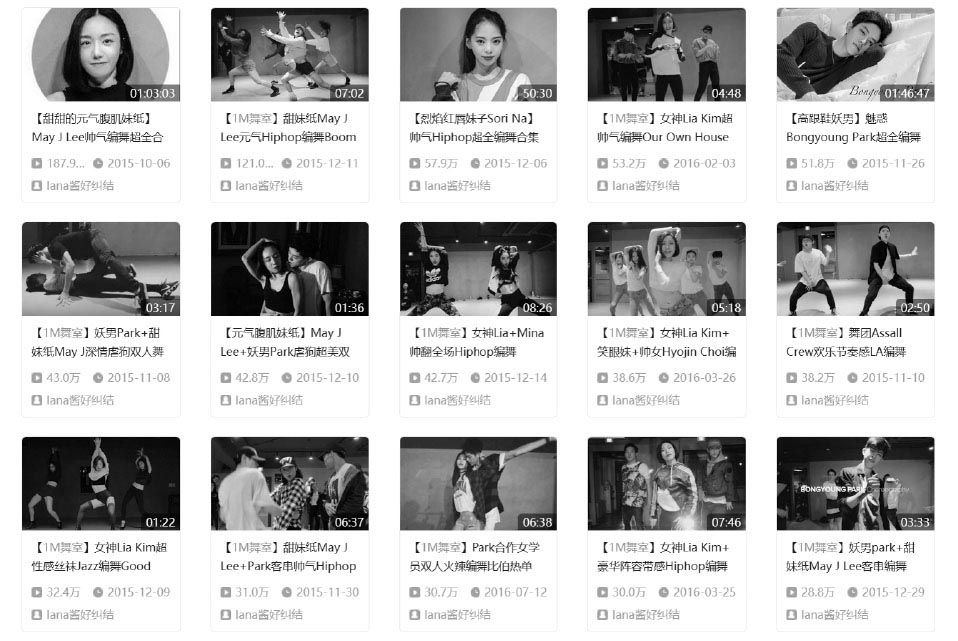 01:03:03
【甜甜的元气腹肌妹纸】
May J Lee帅气编舞超全合
187.9... 2015-10-06
lana酱好纠结
07:02
【1M舞室】甜妹纸May J
Lee元气Hiphop编舞Boom
121.0... 2015-12-11
lana酱好纠结
50:30
【烈焰红唇妹子Sori Na】
帅气Hiphop超全编舞合集
57.9万 2015-12-06
lana酱好纠结
04:48
【1M舞室】女神Lia Kim超
帅气编舞Our Own House
53.2万 2016-02-03
lana酱好纠结
01:46:47
【高跟鞋妖男】魅惑
Bongyoung Park超全编舞
51.8万 2015-11-26
lana酱好纠结
03:17
【1M舞室】妖男Park+甜
妹纸May J深情虐狗双人舞
43.0万 2015-11-08
lana酱好纠结
01:36
【元气腹肌妹纸】May J
Lee+妖男Park虐狗超美双
42.8万 2015-12-10
lana酱好纠结
08:26
【1M舞室】女神Lia+Mina
帅翻全场Hiphop编舞
42.7万 2015-12-14
lana酱好纠结
05:18
【1M舞室】女神Lia Kim+
笑眼妹+帅女Hyojin Choi编
38.6万 2016-03-26
lana酱好纠结
02:50
【1M舞室】舞团Assall
Crew欢乐节奏感LA编舞
38.2万 2015-11-10
lana酱好纠结
01:22
【1M舞室】女神Lia Kim超
性感丝袜Jazz编舞Good
32.4万 2015-12-09
lana酱好纠结
06:37
【1M舞室】甜妹纸May J
Lee+Park客串帅气Hiphop
31.0万 2015-11-30
lana酱好纠结
06:38
【1M舞室】Park合作女学
员双人火辣编舞比伯热单
30.7万 2016-07-12
lana酱好纠结
07:46
【1M舞室】女神Lia Kim+
豪华阵容带感Hiphop编舞
30.0万 2016-03-25
lana酱好纠结
BONGYOUNG PARK
03:33
【1M舞室】妖男park+甜
妹纸May J Lee客串编舞
28.8万 2015-12-29
lana酱好纠结